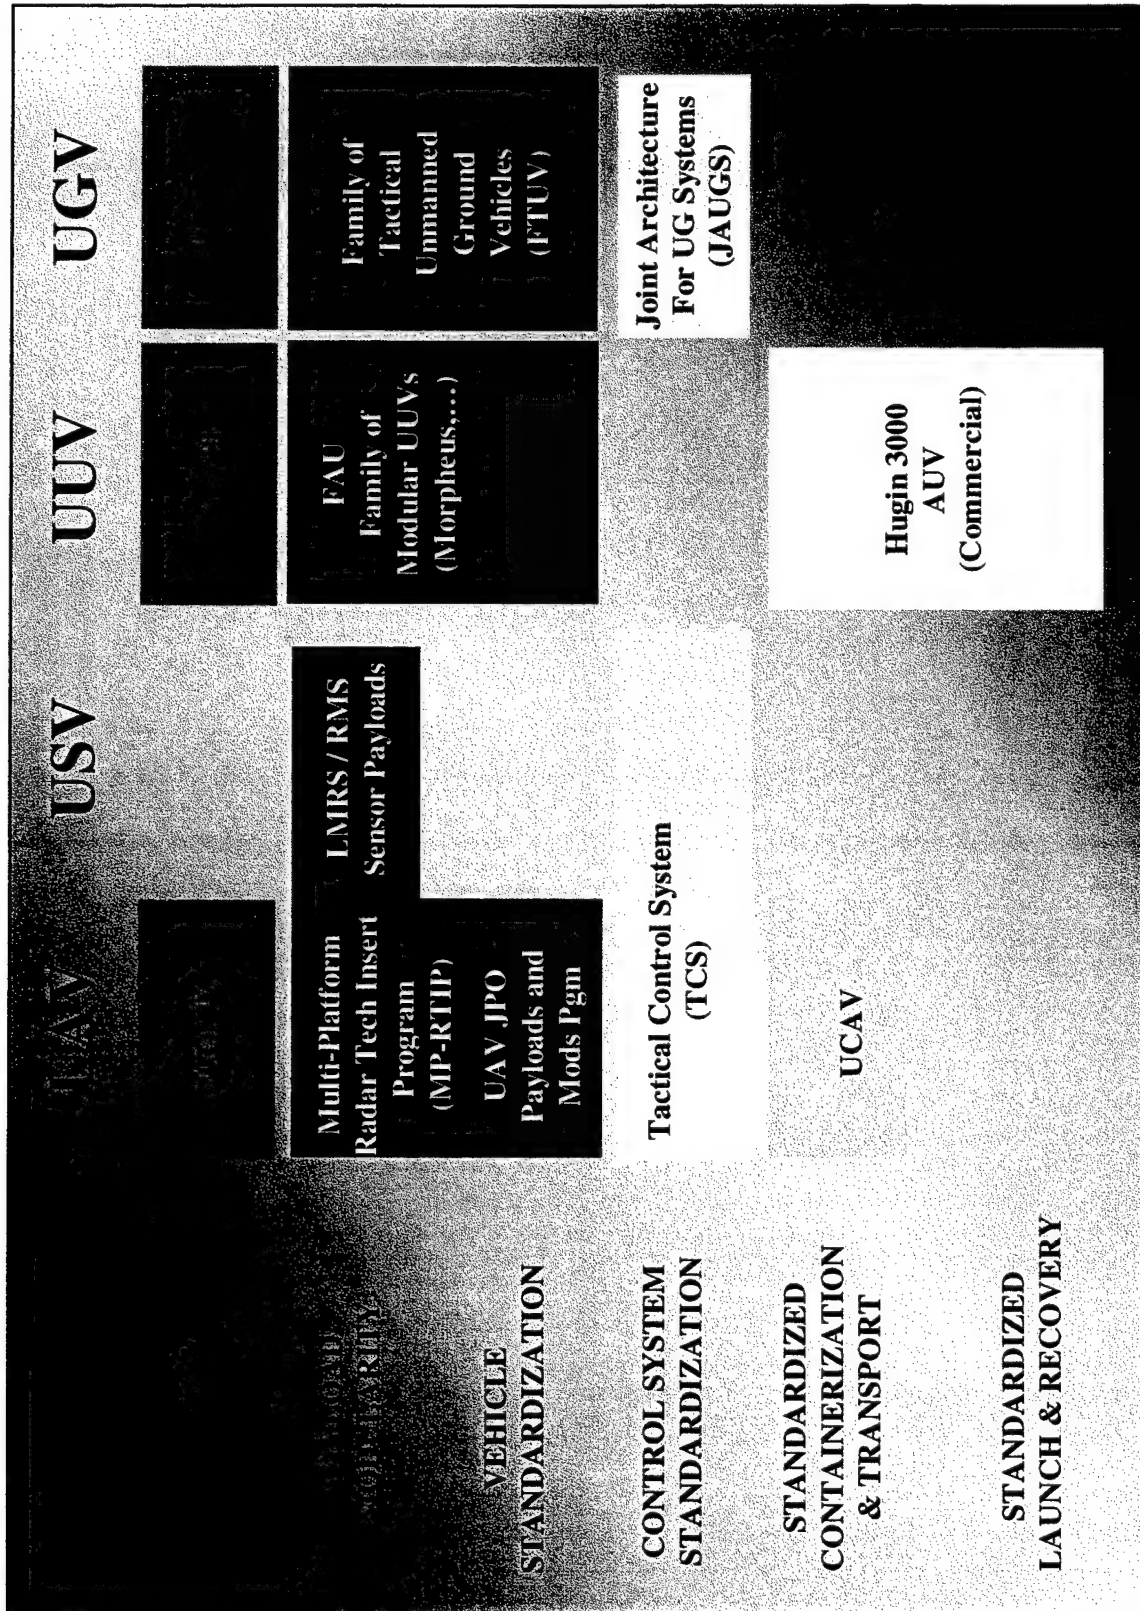 UAV
USV
UUV
UGV
PAYLOAD
MODULARITY
Multi-Platform
Radar Tech Insert
Program
(MP-RTIP)
UAV JPO
Payloads and
Mods Pgm
LMRS / RMS
Sensor Payloads
FAU
Family of
Modular UUVs
(Morpheus,...)
Family of
Tactical
Unmanned
Ground
Vehicles
(FTUV)
VEHICLE
STANDARDIZATION
CONTROL SYSTEM
STANDARDIZATION
Tactical Control System
(TCS)
Joint Architecture
For UG Systems
(JAUGS)
STANDARDIZED
CONTAINERIZATION
& TRANSPORT
UCAV
Hugin 3000
AUV
(Commercial)
STANDARDIZED
LAUNCH & RECOVERY